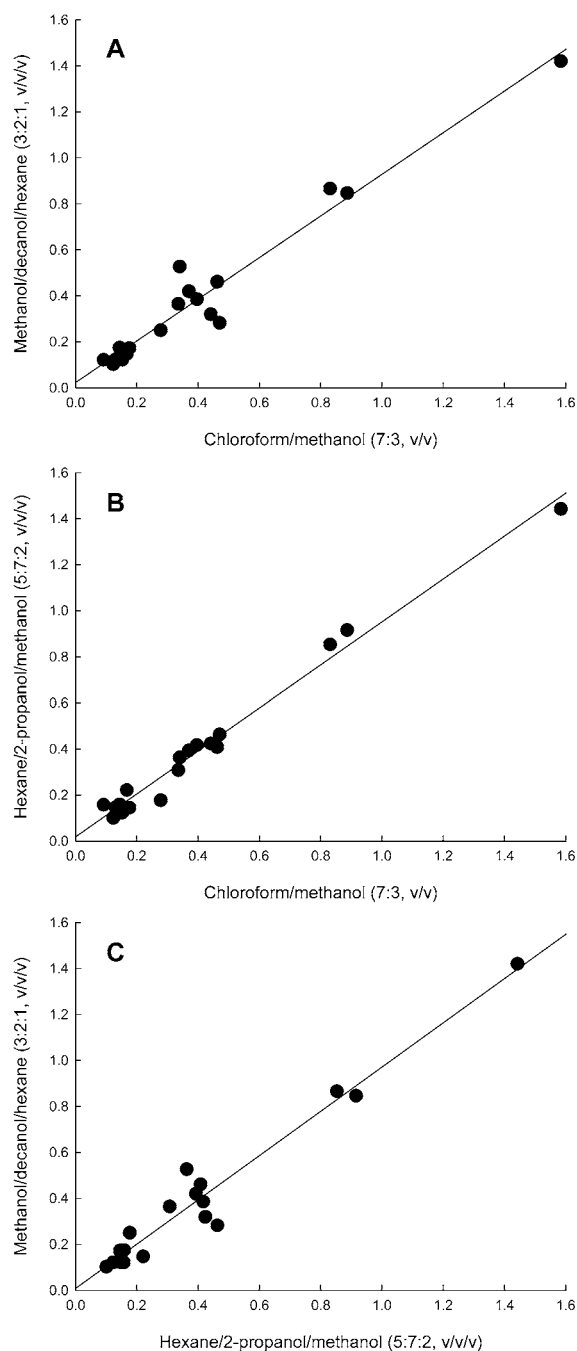 A
Methanol/decanol/hexane (3:2:1, v/v/v)
1.6
1.4
1.2
1.0
0.8
0.6
0.4
0.2
0.0
0.0 0.2 0.4 0.6 0.8 1.0 1.2 1.4 1.6
Chloroform/methanol (7:3, v/v)
B
Hexane/2-propanol/methanol (5:7:2, v/v/v)
1.6
1.4
1.2
1.0
0.8
0.6
0.4
0.2
0.0
0.0 0.2 0.4 0.6 0.8 1.0 1.2 1.4 1.6
Chloroform/methanol (7:3, v/v)
C
Methanol/decanol/hexane (3:2:1, v/v/v)
1.6
1.4
1.2
1.0
0.8
0.6
0.4
0.2
0.0
0.0 0.2 0.4 0.6 0.8 1.0 1.2 1.4 1.6
Hexane/2-propanol/methanol (5:7:2, v/v/v)